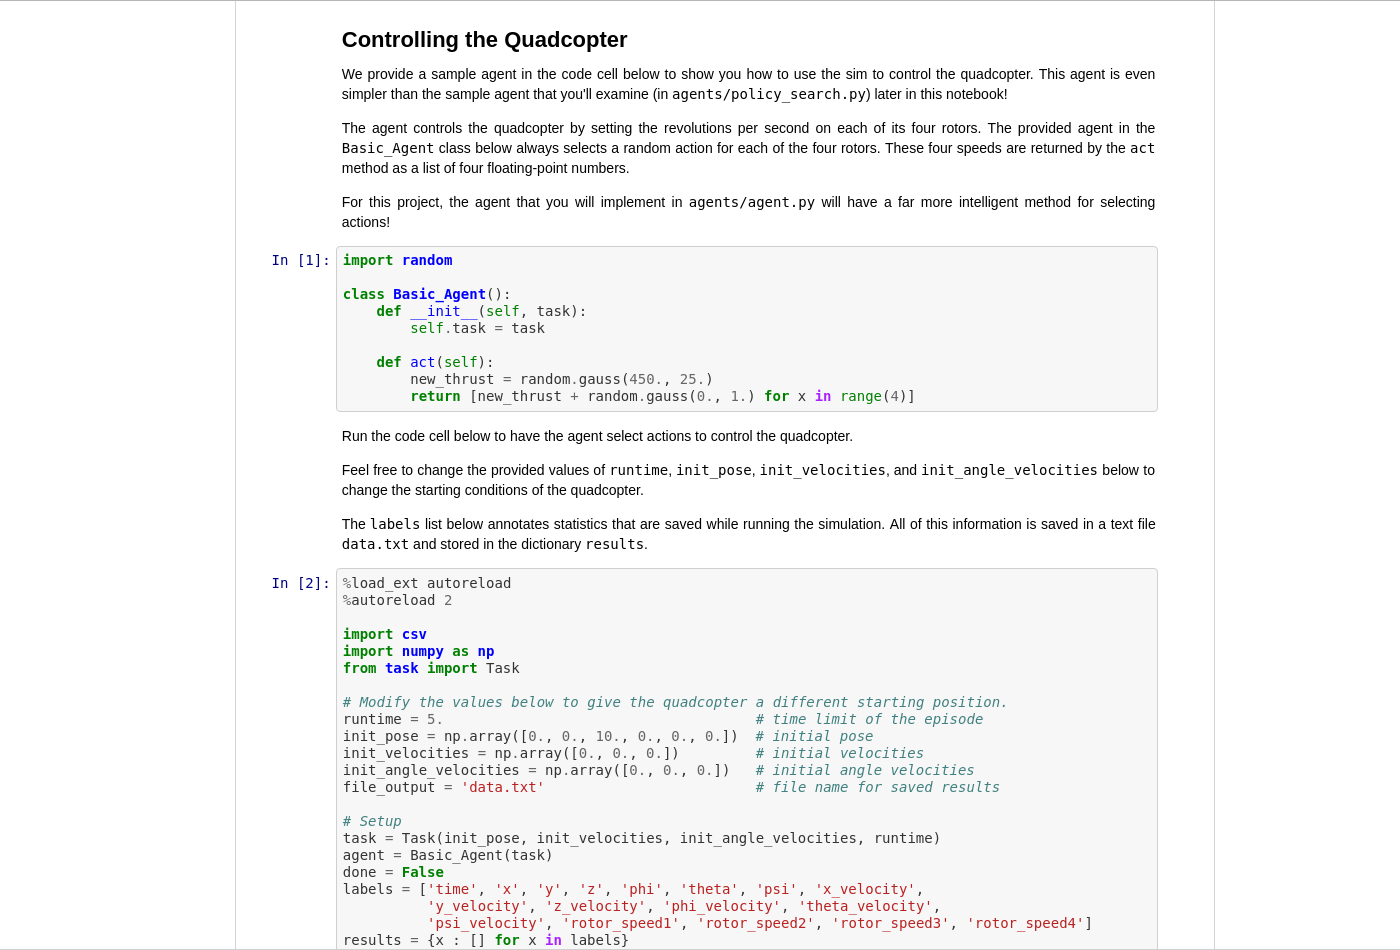 Controlling the Quadcopter
We provide a sample agent in the code cell below to show you how to use the sim to control the quadcopter. This agent is even
simpler than the sample agent that you'll examine (in agents/policy_search.py) later in this notebook!
The agent controls the quadcopter by setting the revolutions per second on each of its four rotors. The provided agent in the
Basic_Agent class below always selects a random action for each of the four rotors. These four speeds are returned by the act
method as a list of four floating-point numbers.
For this project, the agent that you will implement in agents/agent.py will have a far more intelligent method for selecting
actions!
In [1]: import random
class Basic_Agent():
    def __init__(self, task):
        self.task = task
    def act(self):
        new_thrust = random.gauss(450., 25.)
        return [new_thrust + random.gauss(0., 1.) for x in range(4)]
Run the code cell below to have the agent select actions to control the quadcopter.
Feel free to change the provided values of runtime, init_pose, init_velocities, and init_angle_velocities below to
change the starting conditions of the quadcopter.
The labels list below annotates statistics that are saved while running the simulation. All of this information is saved in a text file
data.txt and stored in the dictionary results.
In [2]: %load_ext autoreload
%autoreload 2
import csv
import numpy as np
from task import Task
# Modify the values below to give the quadcopter a different starting position.
runtime = 5.                                     # time limit of the episode
init_pose = np.array([0., 0., 10., 0., 0., 0.])  # initial pose
init_velocities = np.array([0., 0., 0.])         # initial velocities
init_angle_velocities = np.array([0., 0., 0.])   # initial angle velocities
file_output = 'data.txt'                         # file name for saved results
# Setup
task = Task(init_pose, init_velocities, init_angle_velocities, runtime)
agent = Basic_Agent(task)
done = False
labels = ['time', 'x', 'y', 'z', 'phi', 'theta', 'psi', 'x_velocity',
          'y_velocity', 'z_velocity', 'phi_velocity', 'theta_velocity',
          'psi_velocity', 'rotor_speed1', 'rotor_speed2', 'rotor_speed3', 'rotor_speed4']
results = {x : [] for x in labels}